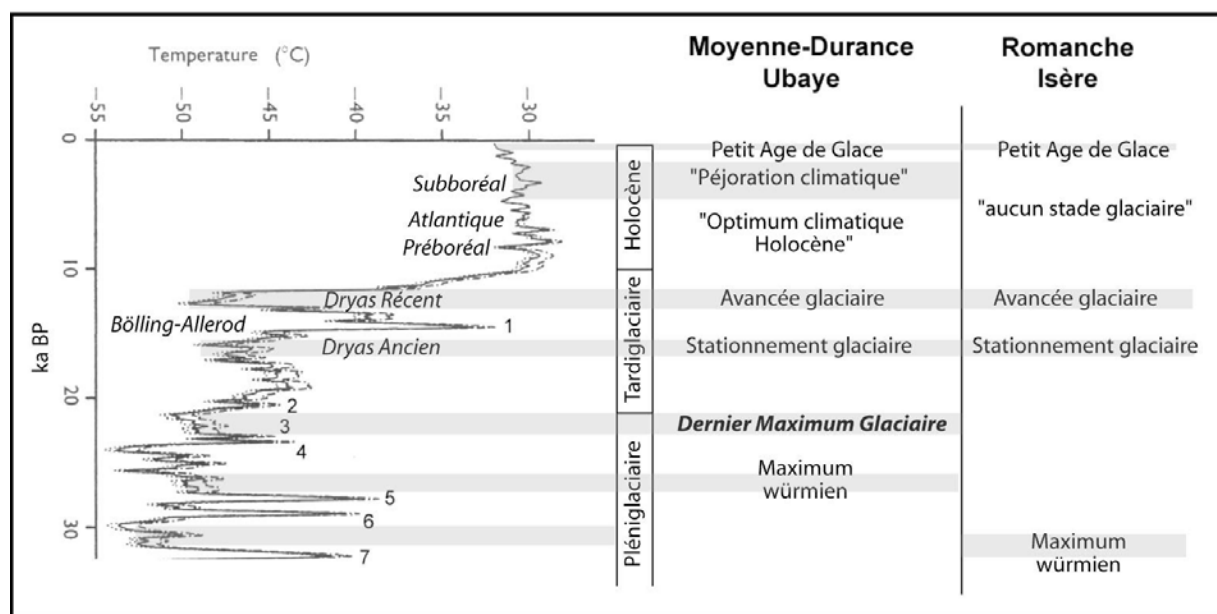 Temperature (°C)
−55
−50
−45
−40
−35
−30
Moyenne-Durance
Ubaye
Romanche
Isère
ka BP
0
10
20
30
Subboréal
Atlantique
Préboréal
Dryas Récent
Bölling-Allerod
Dryas Ancien
1
2
3
4
5
6
7
Holocène
Tardiglaciaire
Pléniglaciaire
Petit Age de Glace
"Péjoration climatique"
"Optimum climatique
Holocène"
Avancée glaciaire
Stationnement glaciaire
Dernier Maximum Glaciaire
Maximum
würmien
Petit Age de Glace
"aucun stade glaciaire"
Avancée glaciaire
Stationnement glaciaire
Maximum
würmien